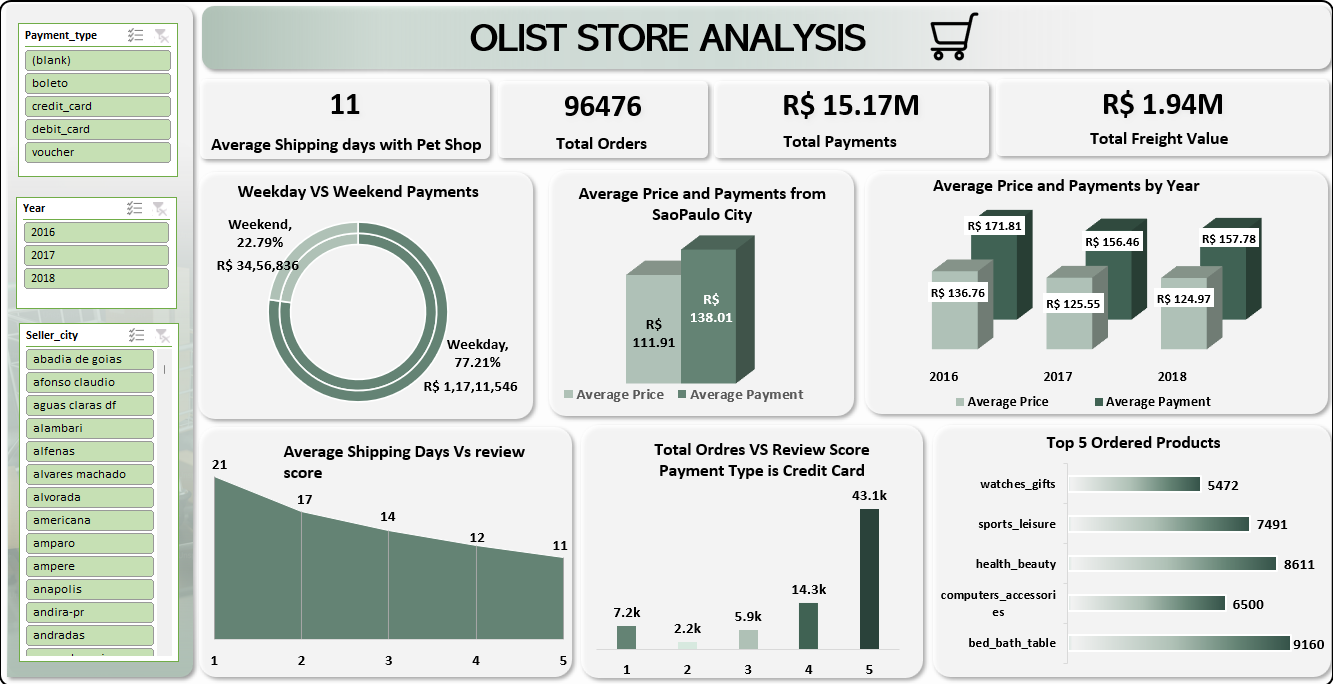 Payment_type
(blank)
boleto
credit_card
debit_card
voucher
Year
2016
2017
2018
Seller_city
abadia de goias
afonso claudio
aguas claras df
alambari
alfenas
alvares machado
alvorada
americana
amparo
ampere
anapolis
andira-pr
andradas
OLIST STORE ANALYSIS
11
Average Shipping days with Pet Shop
96476
Total Orders
R$ 15.17M
Total Payments
R$ 1.94M
Total Freight Value
Weekday VS Weekend Payments
Weekend,
22.79%
R$ 34,56,836
Weekday,
77.21%
R$ 1,17,11,546
Average Price and Payments from
SaoPaulo City
R$
111.91
R$
138.01
Average Price
Average Payment
Average Price and Payments by Year
R$ 171.81
R$ 156.46
R$ 157.78
R$ 136.76
R$ 125.55
R$ 124.97
2016
2017
2018
Average Price
Average Payment
Average Shipping Days Vs review
score
21
17
14
12
11
1
2
3
4
5
Total Ordres VS Review Score
Payment Type is Credit Card
7.2k
2.2k
5.9k
14.3k
43.1k
1
2
3
4
5
Top 5 Ordered Products
watches_gifts
5472
sports_leisure
7491
health_beauty
8611
computers_accessori
es
6500
bed_bath_table
9160